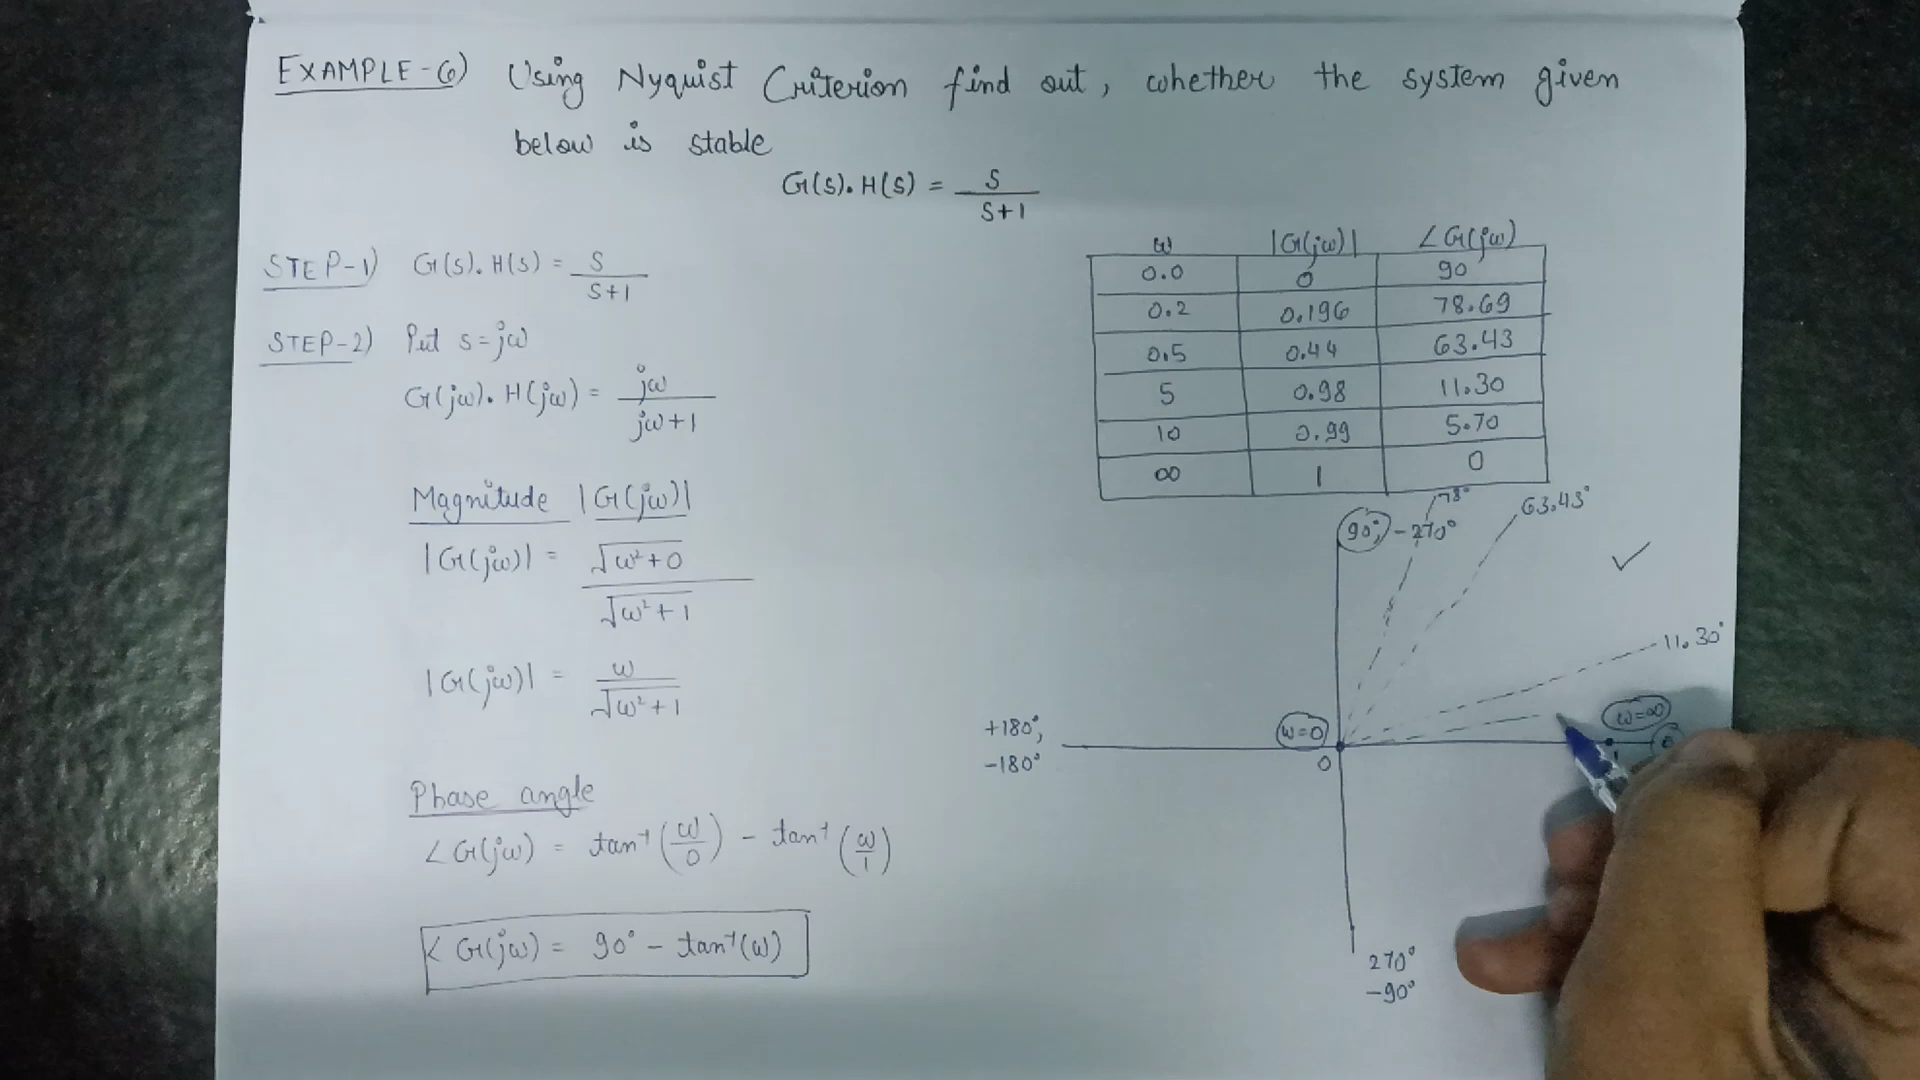 EXAMPLE-6) Using Nyquist Criterion find out, whether the system given
below is stable
G(s).H(s) = s / s+1
STEP-1) G(s).H(s) = s / s+1
STEP-2) Put s=jω
G(jω).H(jω) = jω / jω+1
Magnitude |G(jω)|
|G(jω)| = √ω²+0 / √ω²+1
|G(jω)| = ω / √ω²+1
Phase angle
∠G(jω) = tan⁻¹(ω/0) - tan⁻¹(ω/1)
∠G(jω) = 90° - tan⁻¹(ω)
ω |G(jω)| ∠G(jω)
0.0 0 90
0.2 0.196 78.69
0.5 0.44 63.43
5 0.98 11.30
10 0.99 5.70
∞ 1 0
78°
63.43°
90°, -270°
11.30°
ω=∞
ω=0
+180°,
-180°
0
270°
-90°